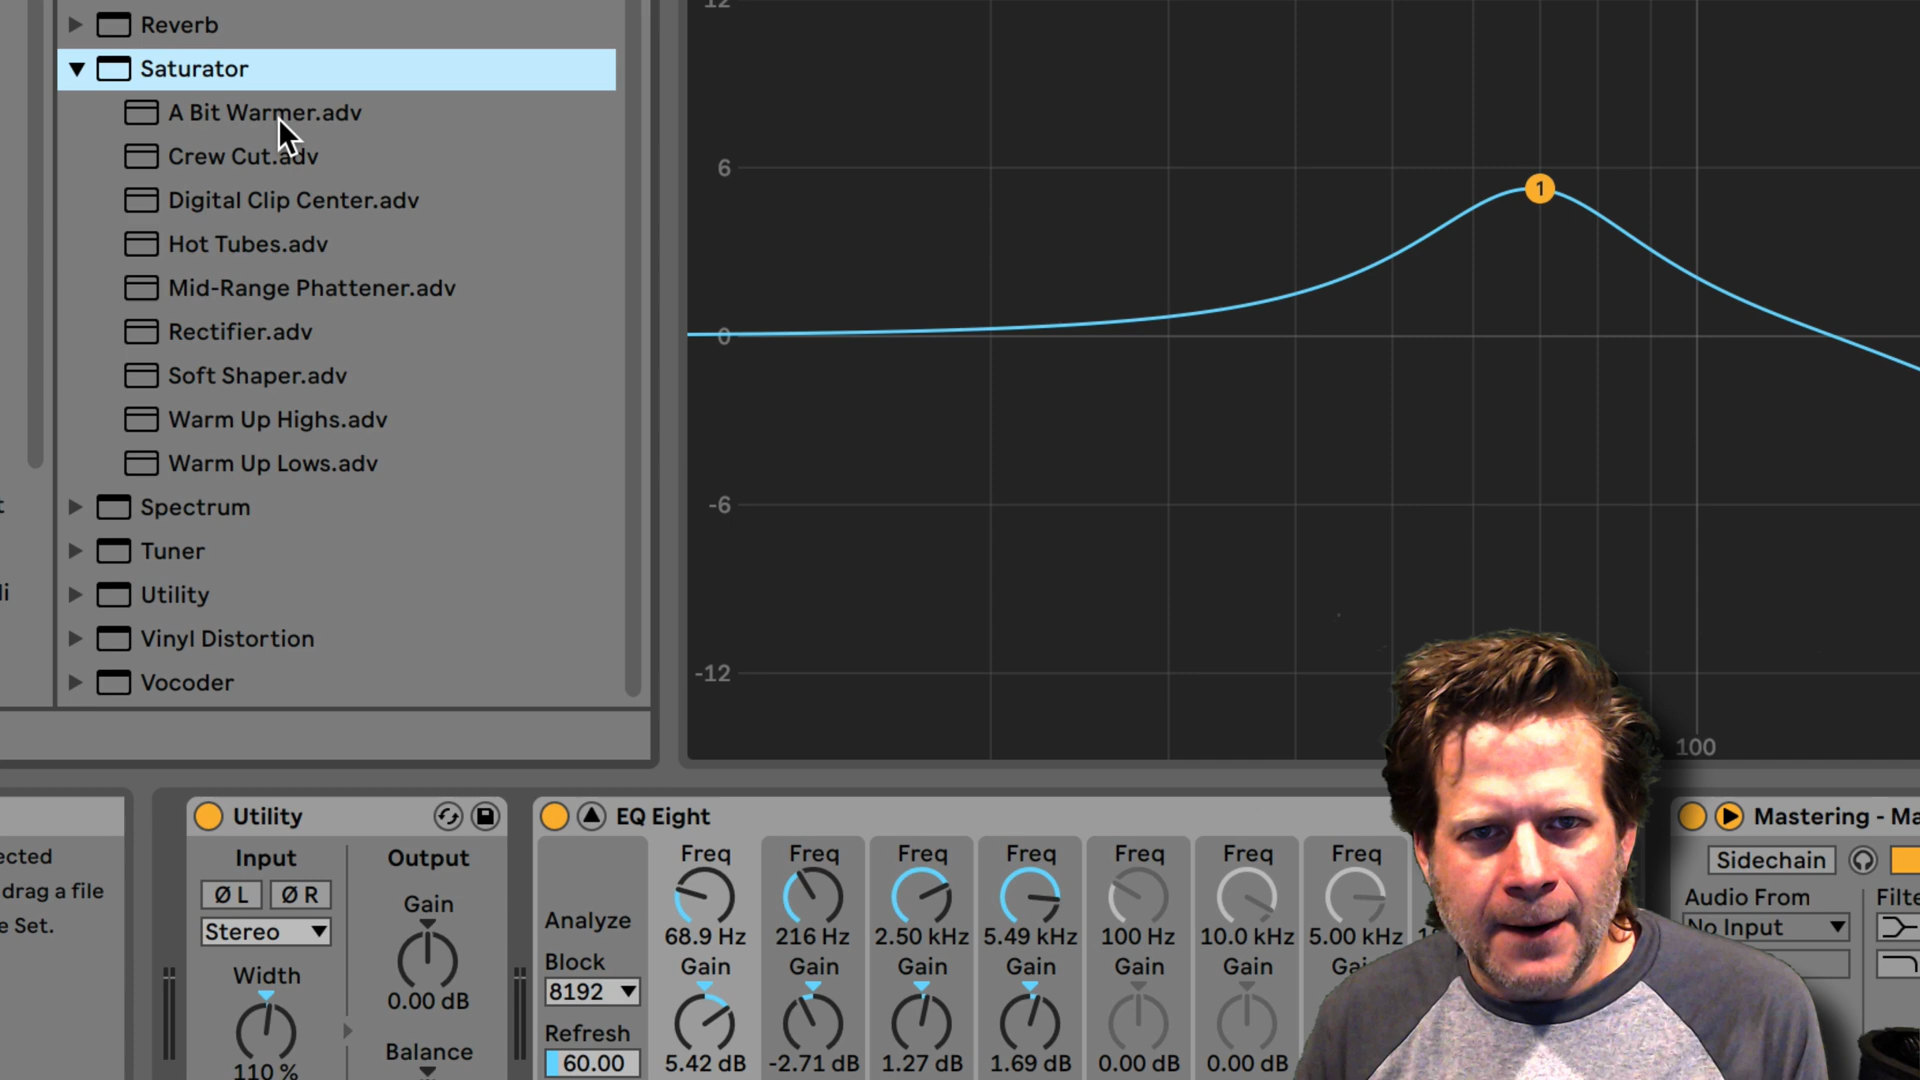 Reverb
Saturator
A Bit Warmer.adv
Crew Cut.adv
Digital Clip Center.adv
Hot Tubes.adv
Mid-Range Phattener.adv
Rectifier.adv
Soft Shaper.adv
Warm Up Highs.adv
Warm Up Lows.adv
Spectrum
Tuner
Utility
Vinyl Distortion
Vocoder
12
6
0
-6
-12
1
100
ected
drag a file
e Set.
Utility
Input
Ø L Ø R
Stereo
Width
110 %
Output
Gain
0.00 dB
Balance
EQ Eight
Analyze
Block
8192
Refresh
60.00
Freq Freq Freq Freq Freq Freq Freq
68.9 Hz 216 Hz 2.50 kHz 5.49 kHz 100 Hz 10.0 kHz 5.00 kHz
Gain Gain Gain Gain Gain Gain Gai
5.42 dB -2.71 dB 1.27 dB 1.69 dB 0.00 dB 0.00 dB
Mastering - Ma
Sidechain
Audio From
No Input
Filte